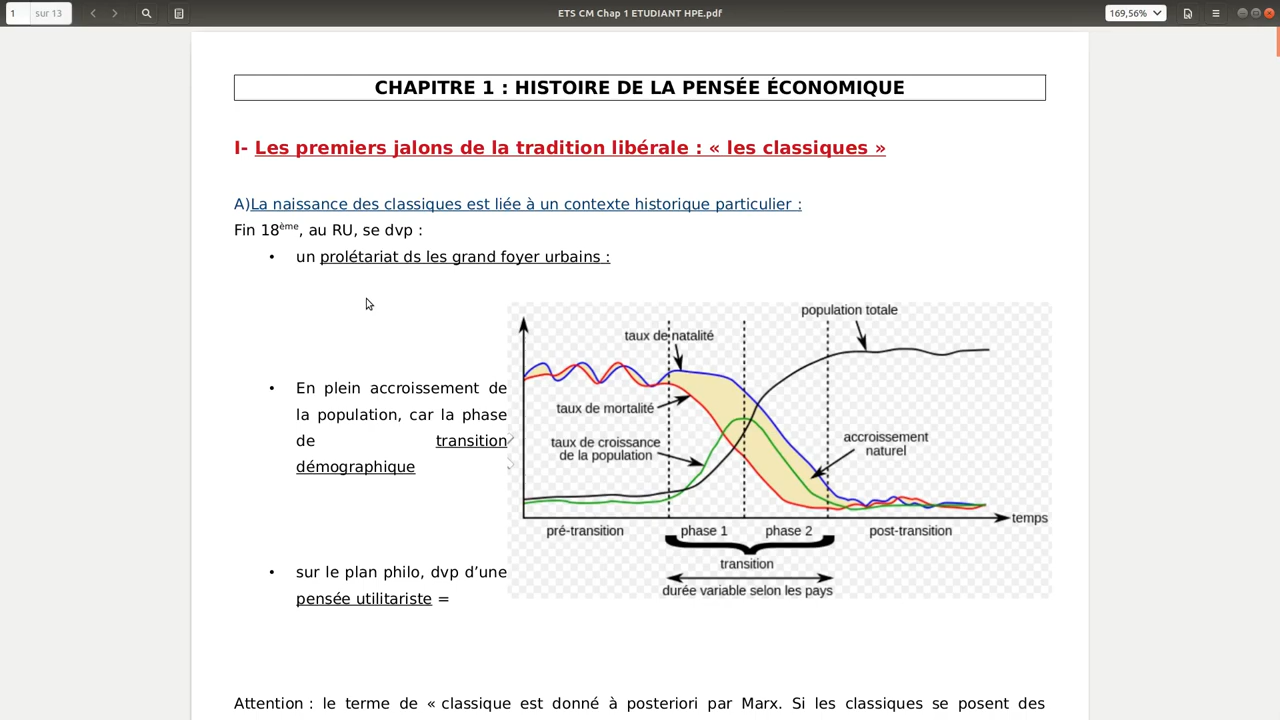 1 sur 13
ETS CM Chap 1 ETUDIANT HPE.pdf
169,56%
CHAPITRE 1 : HISTOIRE DE LA PENSÉE ÉCONOMIQUE
I- Les premiers jalons de la tradition libérale : « les classiques »
A)La naissance des classiques est liée à un contexte historique particulier :
Fin 18ème, au RU, se dvp :
• un prolétariat ds les grand foyer urbains :
• En plein accroissement de
la population, car la phase
de transition
démographique
• sur le plan philo, dvp d’une
pensée utilitariste =
population totale
taux de natalité
taux de mortalité
taux de croissance
de la population
accroissement
naturel
temps
pré-transition
phase 1
phase 2
post-transition
transition
durée variable selon les pays
Attention : le terme de « classique est donné à posteriori par Marx. Si les classiques se posent des